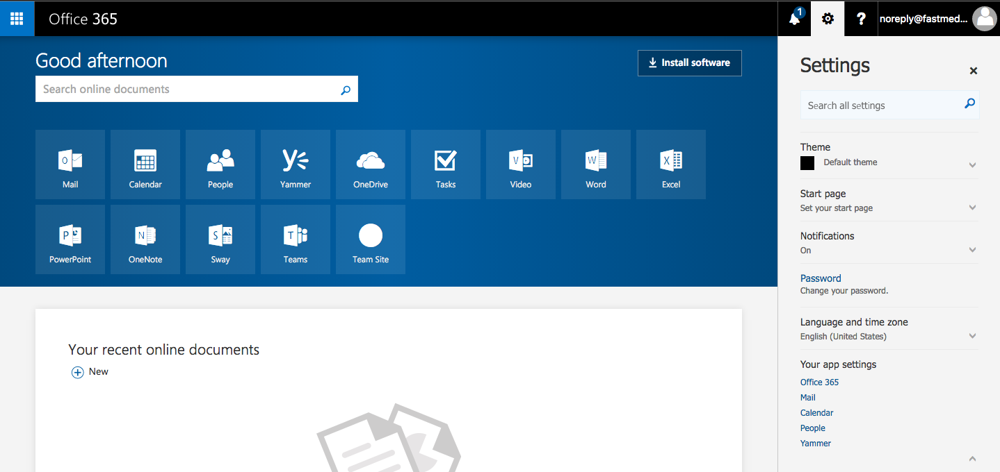 Office 365
1
?
noreply@fastmed...
Good afternoon
Install software
Search online documents
O
Mail
Calendar
People
Yammer
OneDrive
Tasks
V
Video
W
Word
X
Excel
P
PowerPoint
N
OneNote
S
Sway
T
Teams
Team Site
Your recent online documents
New
Settings
Search all settings
Theme
Default theme
Start page
Set your start page
Notifications
On
Password
Change your password.
Language and time zone
English (United States)
Your app settings
Office 365
Mail
Calendar
People
Yammer